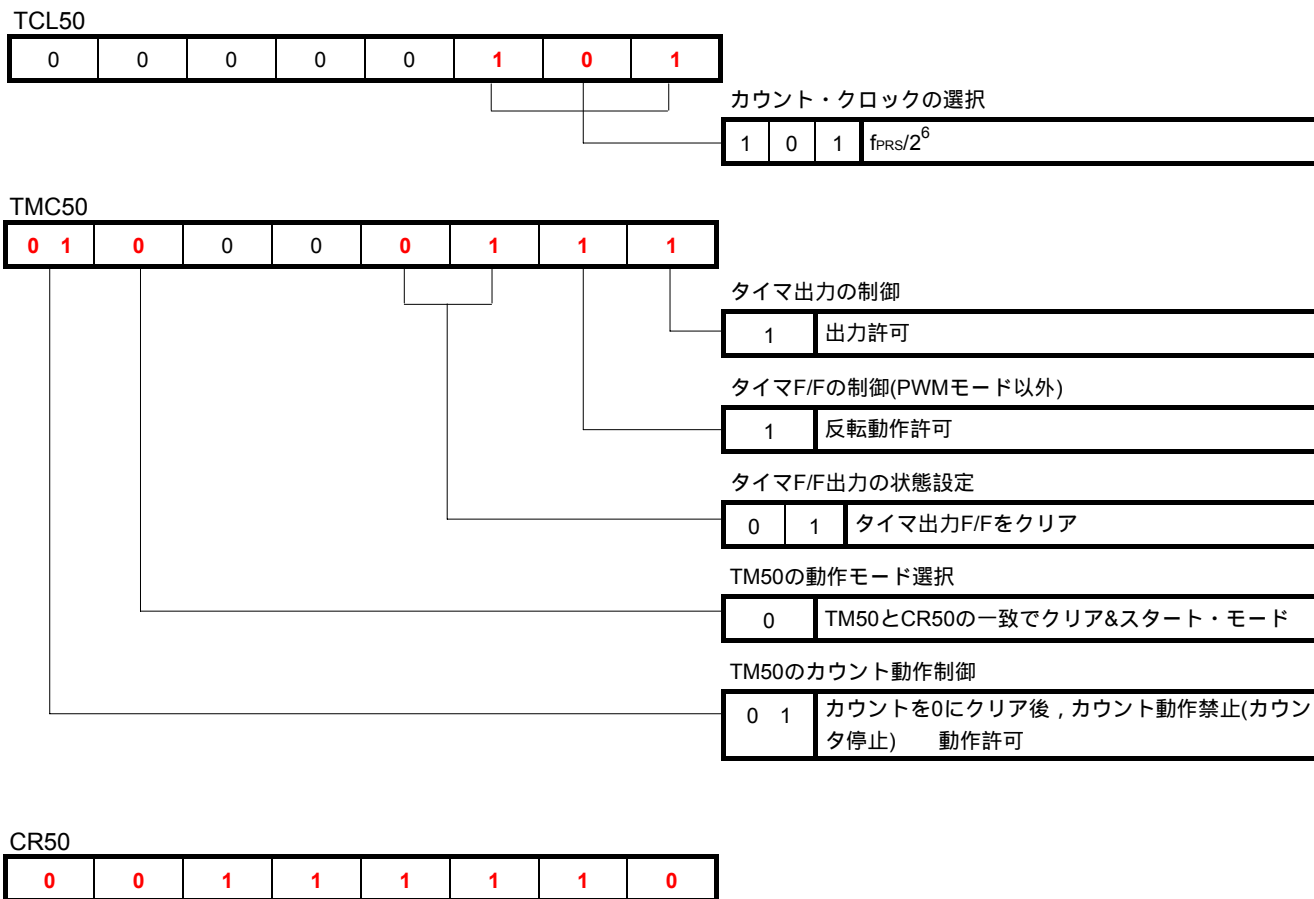 TCL50
0 0 0 0 0 1 0 1
カウント・クロックの選択
1 0 1 fPRS/2^6
TMC50
0 1 0 0 0 0 1 1 1
タイマ出力の制御
1 出力許可
タイマF/Fの制御(PWMモード以外)
1 反転動作許可
タイマF/F出力の状態設定
0 1 タイマ出力F/Fをクリア
TM50の動作モード選択
0 TM50とCR50の一致でクリア&スタート・モード
TM50のカウント動作制御
0 1 カウントを0にクリア後,カウント動作禁止(カウン
タ停止) 動作許可
CR50
0 0 1 1 1 1 1 0